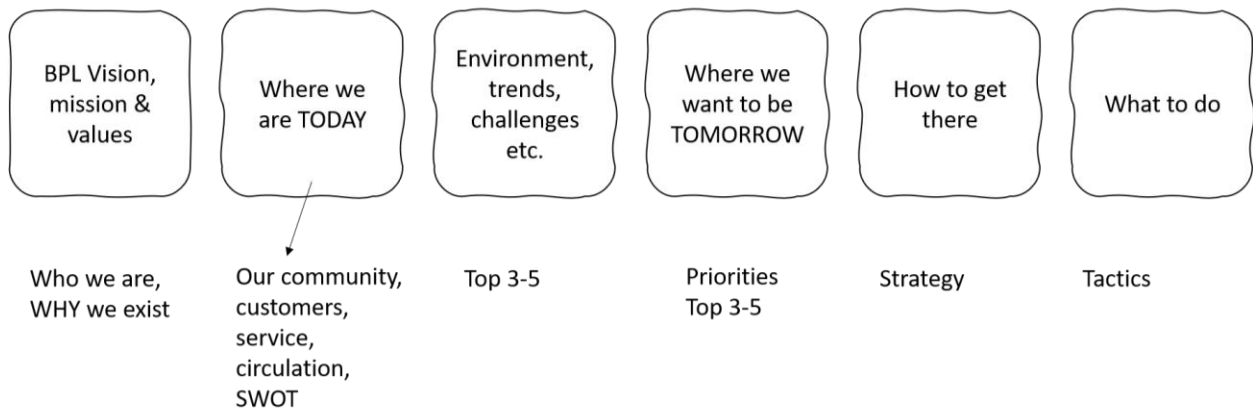 BPL Vision,
mission &
values
Where we
are TODAY
Environment,
trends,
challenges
etc.
Where we
want to be
TOMORROW
How to get
there
What to do
Who we are,
WHY we exist
Our community,
customers,
service,
circulation,
SWOT
Top 3-5
Priorities
Top 3-5
Strategy
Tactics